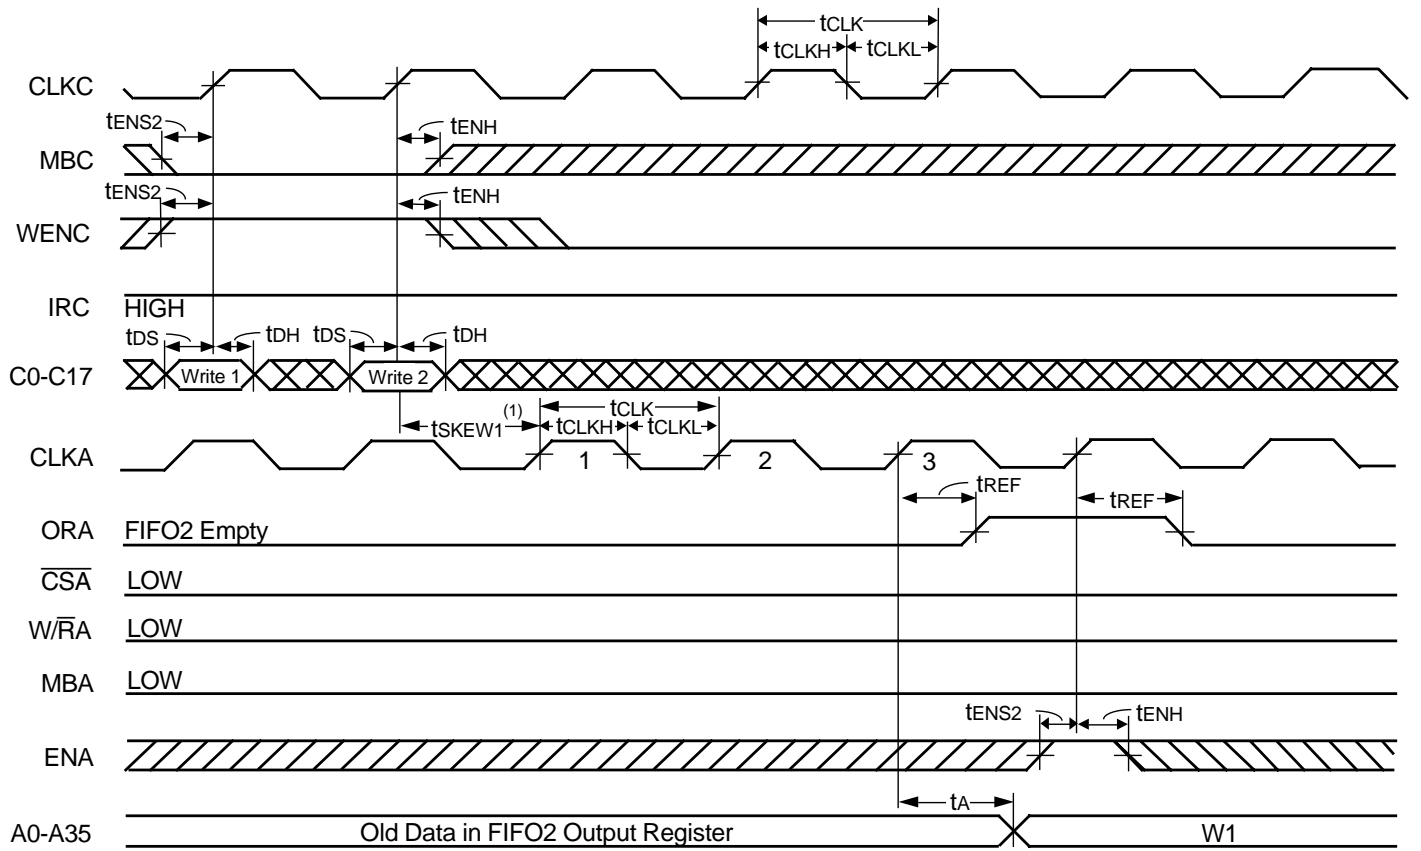 tCLK
tCLKH tCLKL
CLKC
tENS2 tENH
MBC
tENS2 tENH
WENC
IRC HIGH
tDS tDH tDS tDH
C0-C17 Write 1 Write 2
tSKEW1 (1) tCLK
tCLKH tCLKL
CLKA 1 2 3
tREF tREF
ORA FIFO2 Empty
CSA LOW
W/RA LOW
MBA LOW
tENS2 tENH
ENA
tA
A0-A35 Old Data in FIFO2 Output Register W1